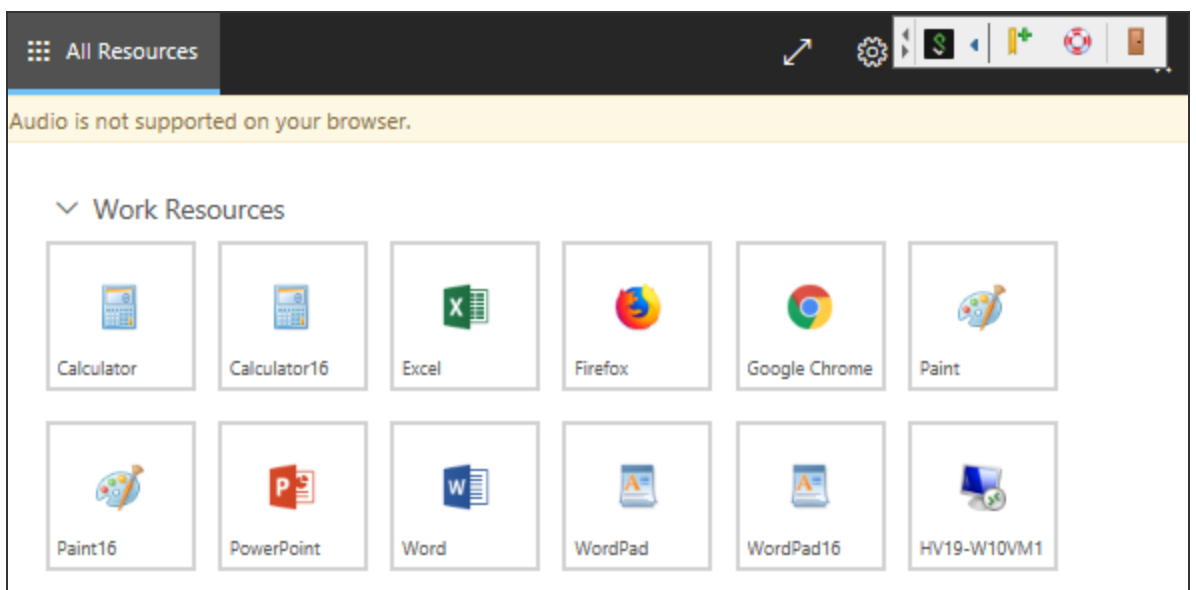 All Resources
Audio is not supported on your browser.
Work Resources
Calculator
Calculator16
Excel
Firefox
Google Chrome
Paint
Paint16
PowerPoint
Word
WordPad
WordPad16
HV19-W10VM1